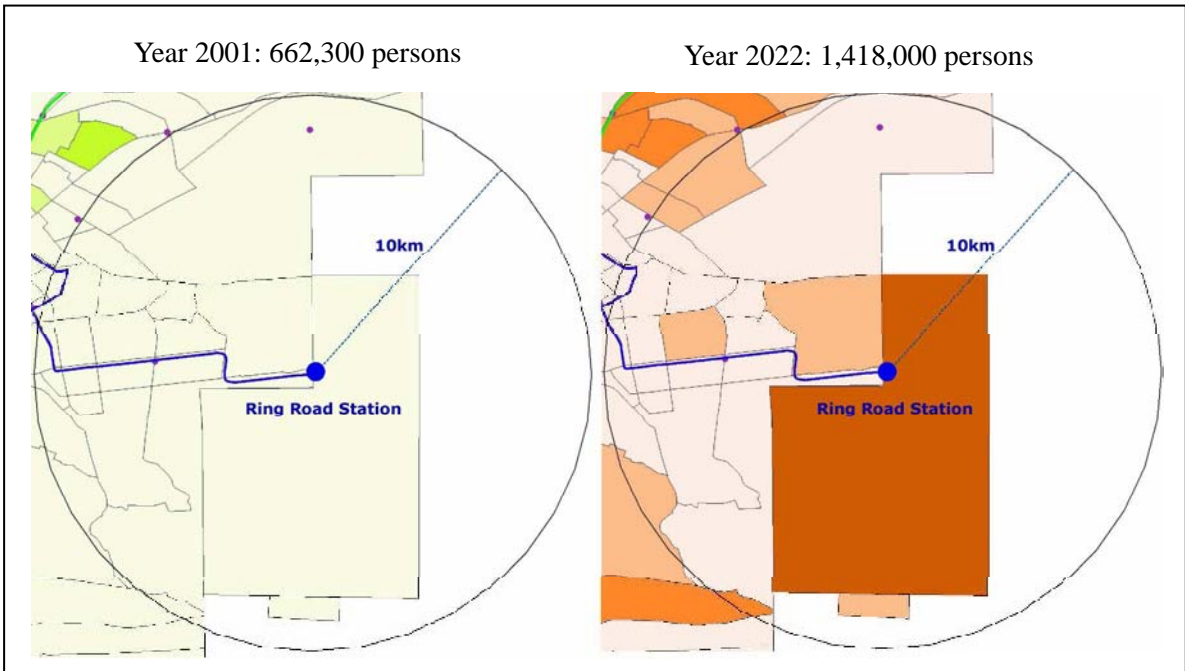 Year 2001: 662,300 persons
Year 2022: 1,418,000 persons
10km
10km
Ring Road Station
Ring Road Station